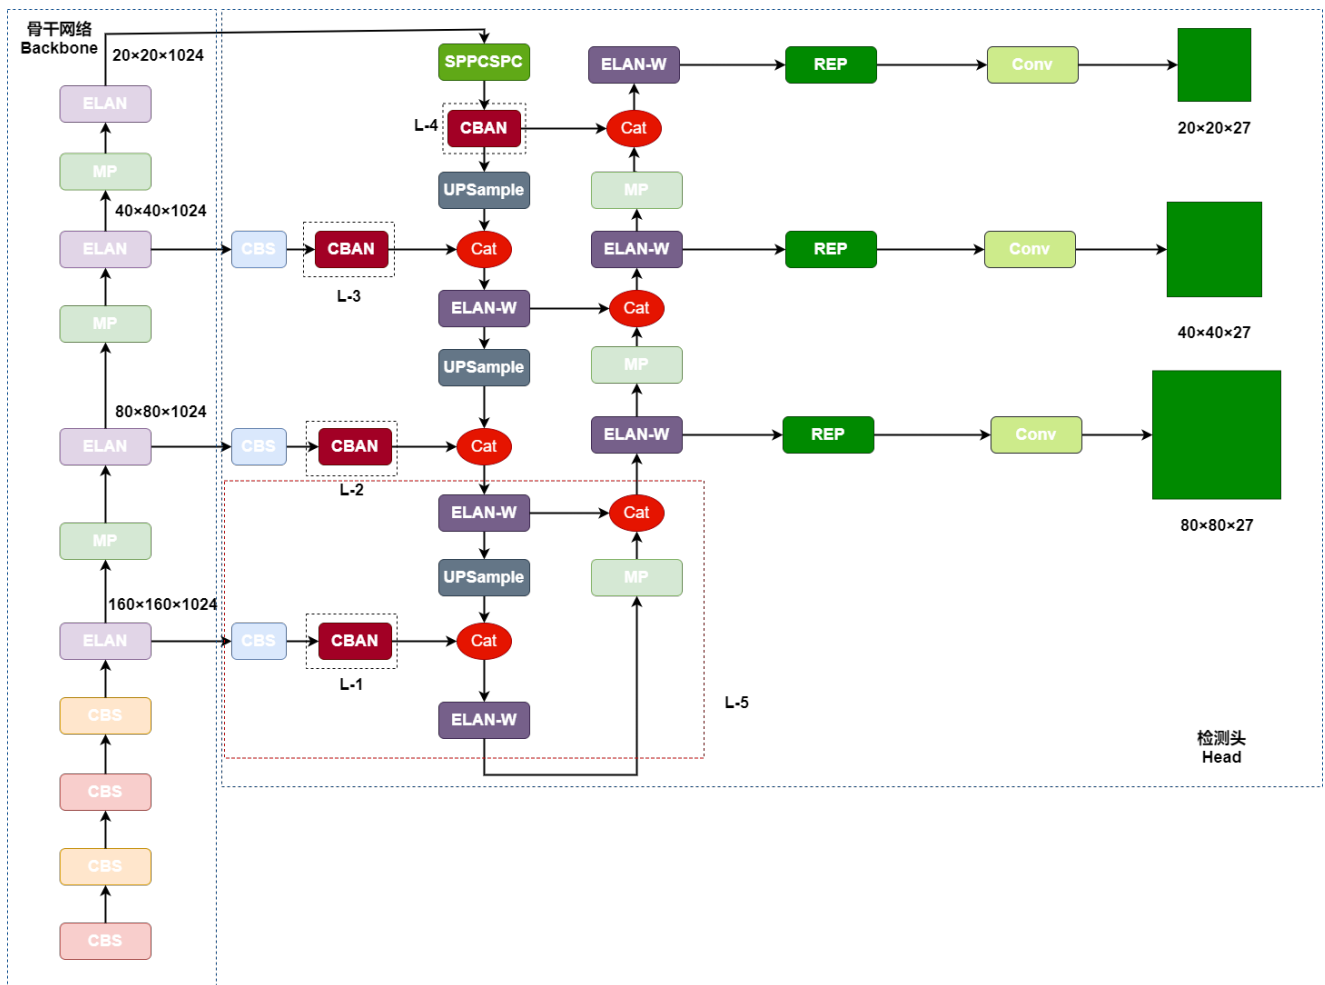 骨干网络
Backbone
20×20×1024
ELAN
MP
40×40×1024
ELAN
MP
80×80×1024
ELAN
MP
160×160×1024
ELAN
CBS
CBS
CBS
CBS
SPPCSPC
L-4
CBAN
Cat
UPSample
CBS
CBAN
Cat
L-3
ELAN-W
Cat
UPSample
CBS
CBAN
Cat
L-2
ELAN-W
Cat
UPSample
MP
CBS
CBAN
Cat
L-1
ELAN-W
L-5
ELAN-W
REP
Conv
20×20×27
MP
ELAN-W
REP
Conv
40×40×27
MP
ELAN-W
REP
Conv
80×80×27
检测头
Head